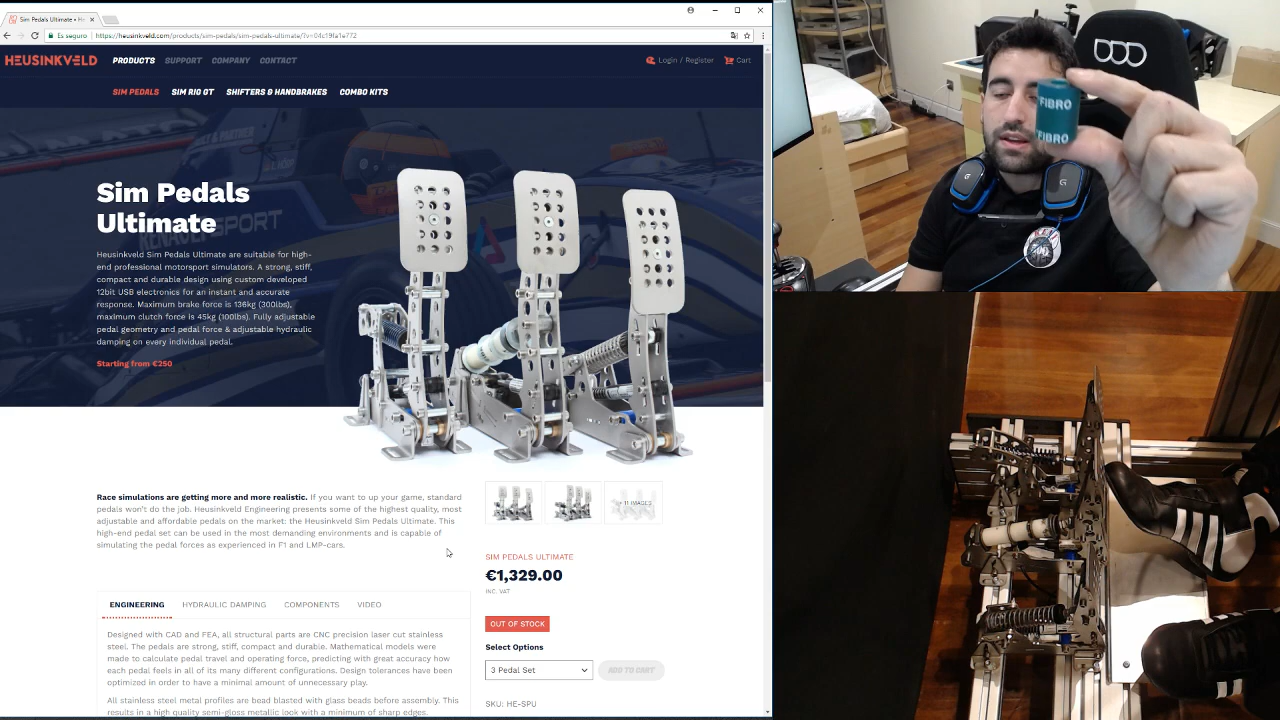 Sim Pedals Ultimate • He
Es seguro
https://heusinkveld.com/products/sim-pedals/sim-pedals-ultimate/?v=04c19fa1e772
HEUSINKVELD
PRODUCTS
SUPPORT
COMPANY
CONTACT
Login / Register
Cart
SIM PEDALS
SIM RIG GT
SHIFTERS & HANDBRAKES
COMBO KITS
Sim Pedals
Ultimate
Heusinkveld Sim Pedals Ultimate are suitable for high-
end professional motorsport simulators. A strong, stiff,
compact and durable design using custom developed
12bit USB electronics for an instant and accurate
response. Maximum brake force is 136kg (300lbs),
maximum clutch force is 45kg (100lbs). Fully adjustable
pedal geometry and pedal force & adjustable hydraulic
damping on every individual pedal.
Starting from €250
Race simulations are getting more and more realistic. If you want to up your game, standard
pedals won't do the job. Heusinkveld Engineering presents some of the highest quality, most
adjustable and affordable pedals on the market: the Heusinkveld Sim Pedals Ultimate. This
high-end pedal set can be used in the most demanding environments and is capable of
simulating the pedal forces as experienced in F1 and LMP-cars.
+ 11 IMAGES
SIM PEDALS ULTIMATE
€1,329.00
INC. VAT
OUT OF STOCK
Select Options
3 Pedal Set
ADD TO CART
SKU: HE-SPU
ENGINEERING
HYDRAULIC DAMPING
COMPONENTS
VIDEO
Designed with CAD and FEA, all structural parts are CNC precision laser cut stainless
steel. The pedals are strong, stiff, compact and durable. Mathematical models were
made to calculate pedal travel and operating force, predicting with great accuracy how
each pedal feels in all of its many different configurations. Design tolerances have been
optimized in order to have a minimal amount of unnecessary play.
All stainless steel metal profiles are bead blasted with glass beads before assembly. This
results in a high quality semi-gloss metallic look with a minimum of sharp edges.
FIBRO
FIBRO